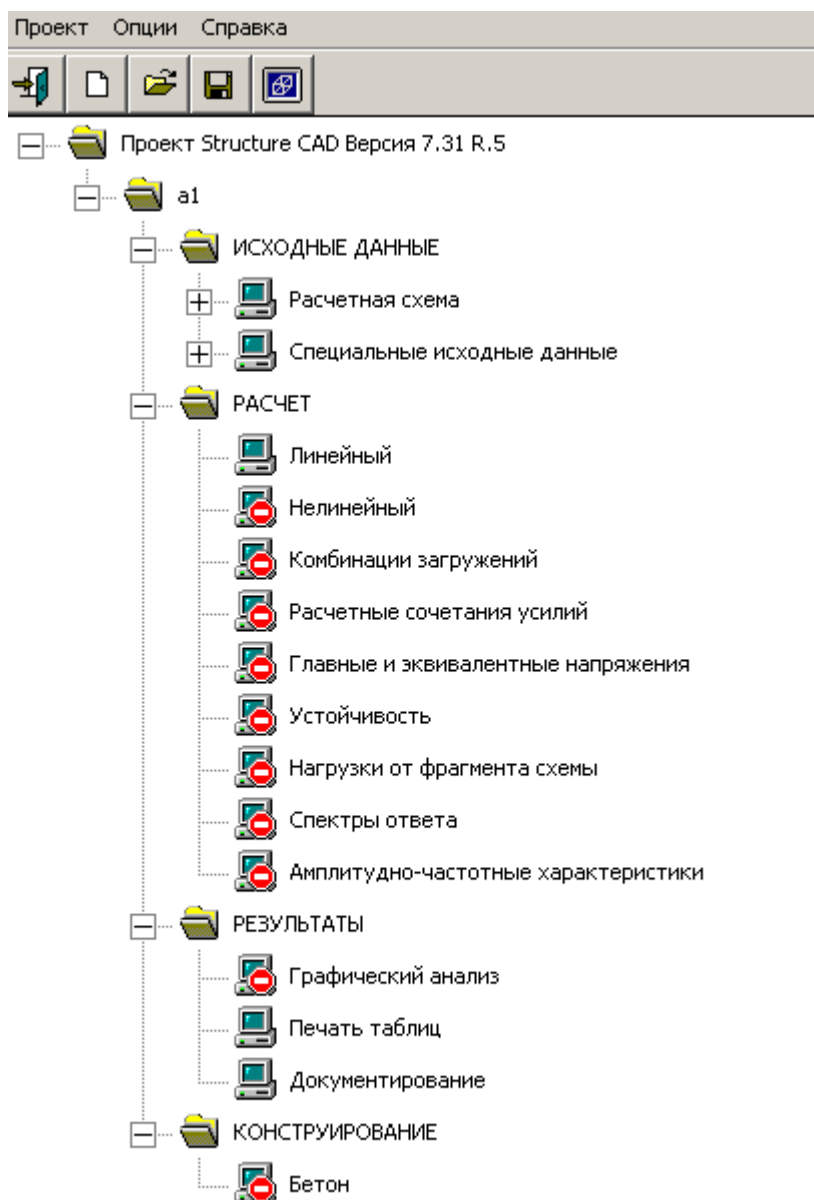 Проект Опции Справка
Проект Structure CAD Версия 7.31 R.5
a1
ИСХОДНЫЕ ДАННЫЕ
Расчетная схема
Специальные исходные данные
РАСЧЕТ
Линейный
Нелинейный
Комбинации загружений
Расчетные сочетания усилий
Главные и эквивалентные напряжения
Устойчивость
Нагрузки от фрагмента схемы
Спектры ответа
Амплитудно-частотные характеристики
РЕЗУЛЬТАТЫ
Графический анализ
Печать таблиц
Документирование
КОНСТРУИРОВАНИЕ
Бетон